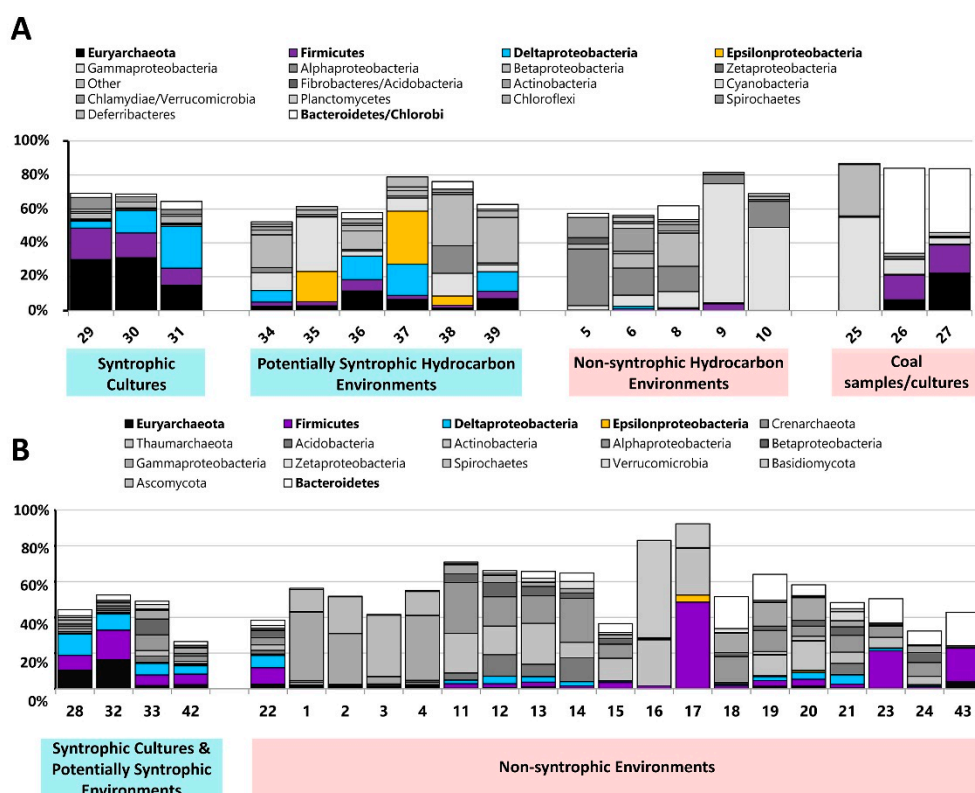 A
Euryarchaeota Firmicutes Deltaproteobacteria Epsilonproteobacteria
Gammaproteobacteria Alphaproteobacteria Betaproteobacteria Zetaproteobacteria
Other Fibrobacteres/Acidobacteria Actinobacteria Cyanobacteria
Chlamydiae/Verrucomicrobia Planctomycetes Chloroflexi Spirochaetes
Deferribacteres Bacteroidetes/Chlorobi
100%
80%
60%
40%
20%
0%
29 30 31 34 35 36 37 38 39 5 6 8 9 10 25 26 27
Syntrophic Cultures
Potentially Syntrophic Hydrocarbon Environments
Non-syntrophic Hydrocarbon Environments
Coal samples/cultures
B
Euryarchaeota Firmicutes Deltaproteobacteria Epsilonproteobacteria Crenarchaeota
Thaumarchaeota Acidobacteria Actinobacteria Alphaproteobacteria Betaproteobacteria
Gammaproteobacteria Zetaproteobacteria Spirochaetes Verrucomicrobia Basidiomycota
Ascomycota Bacteroidetes
100%
80%
60%
40%
20%
0%
28 32 33 42 22 1 2 3 4 11 12 13 14 15 16 17 18 19 20 21 23 24 43
Syntrophic Cultures &
Potentially Syntrophic
Environments
Non-syntrophic Environments